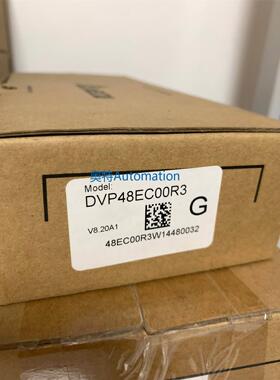 奥特Automation
Model:
DVP48EC00R3
G
V8.20A1
48EC00R3W14480032